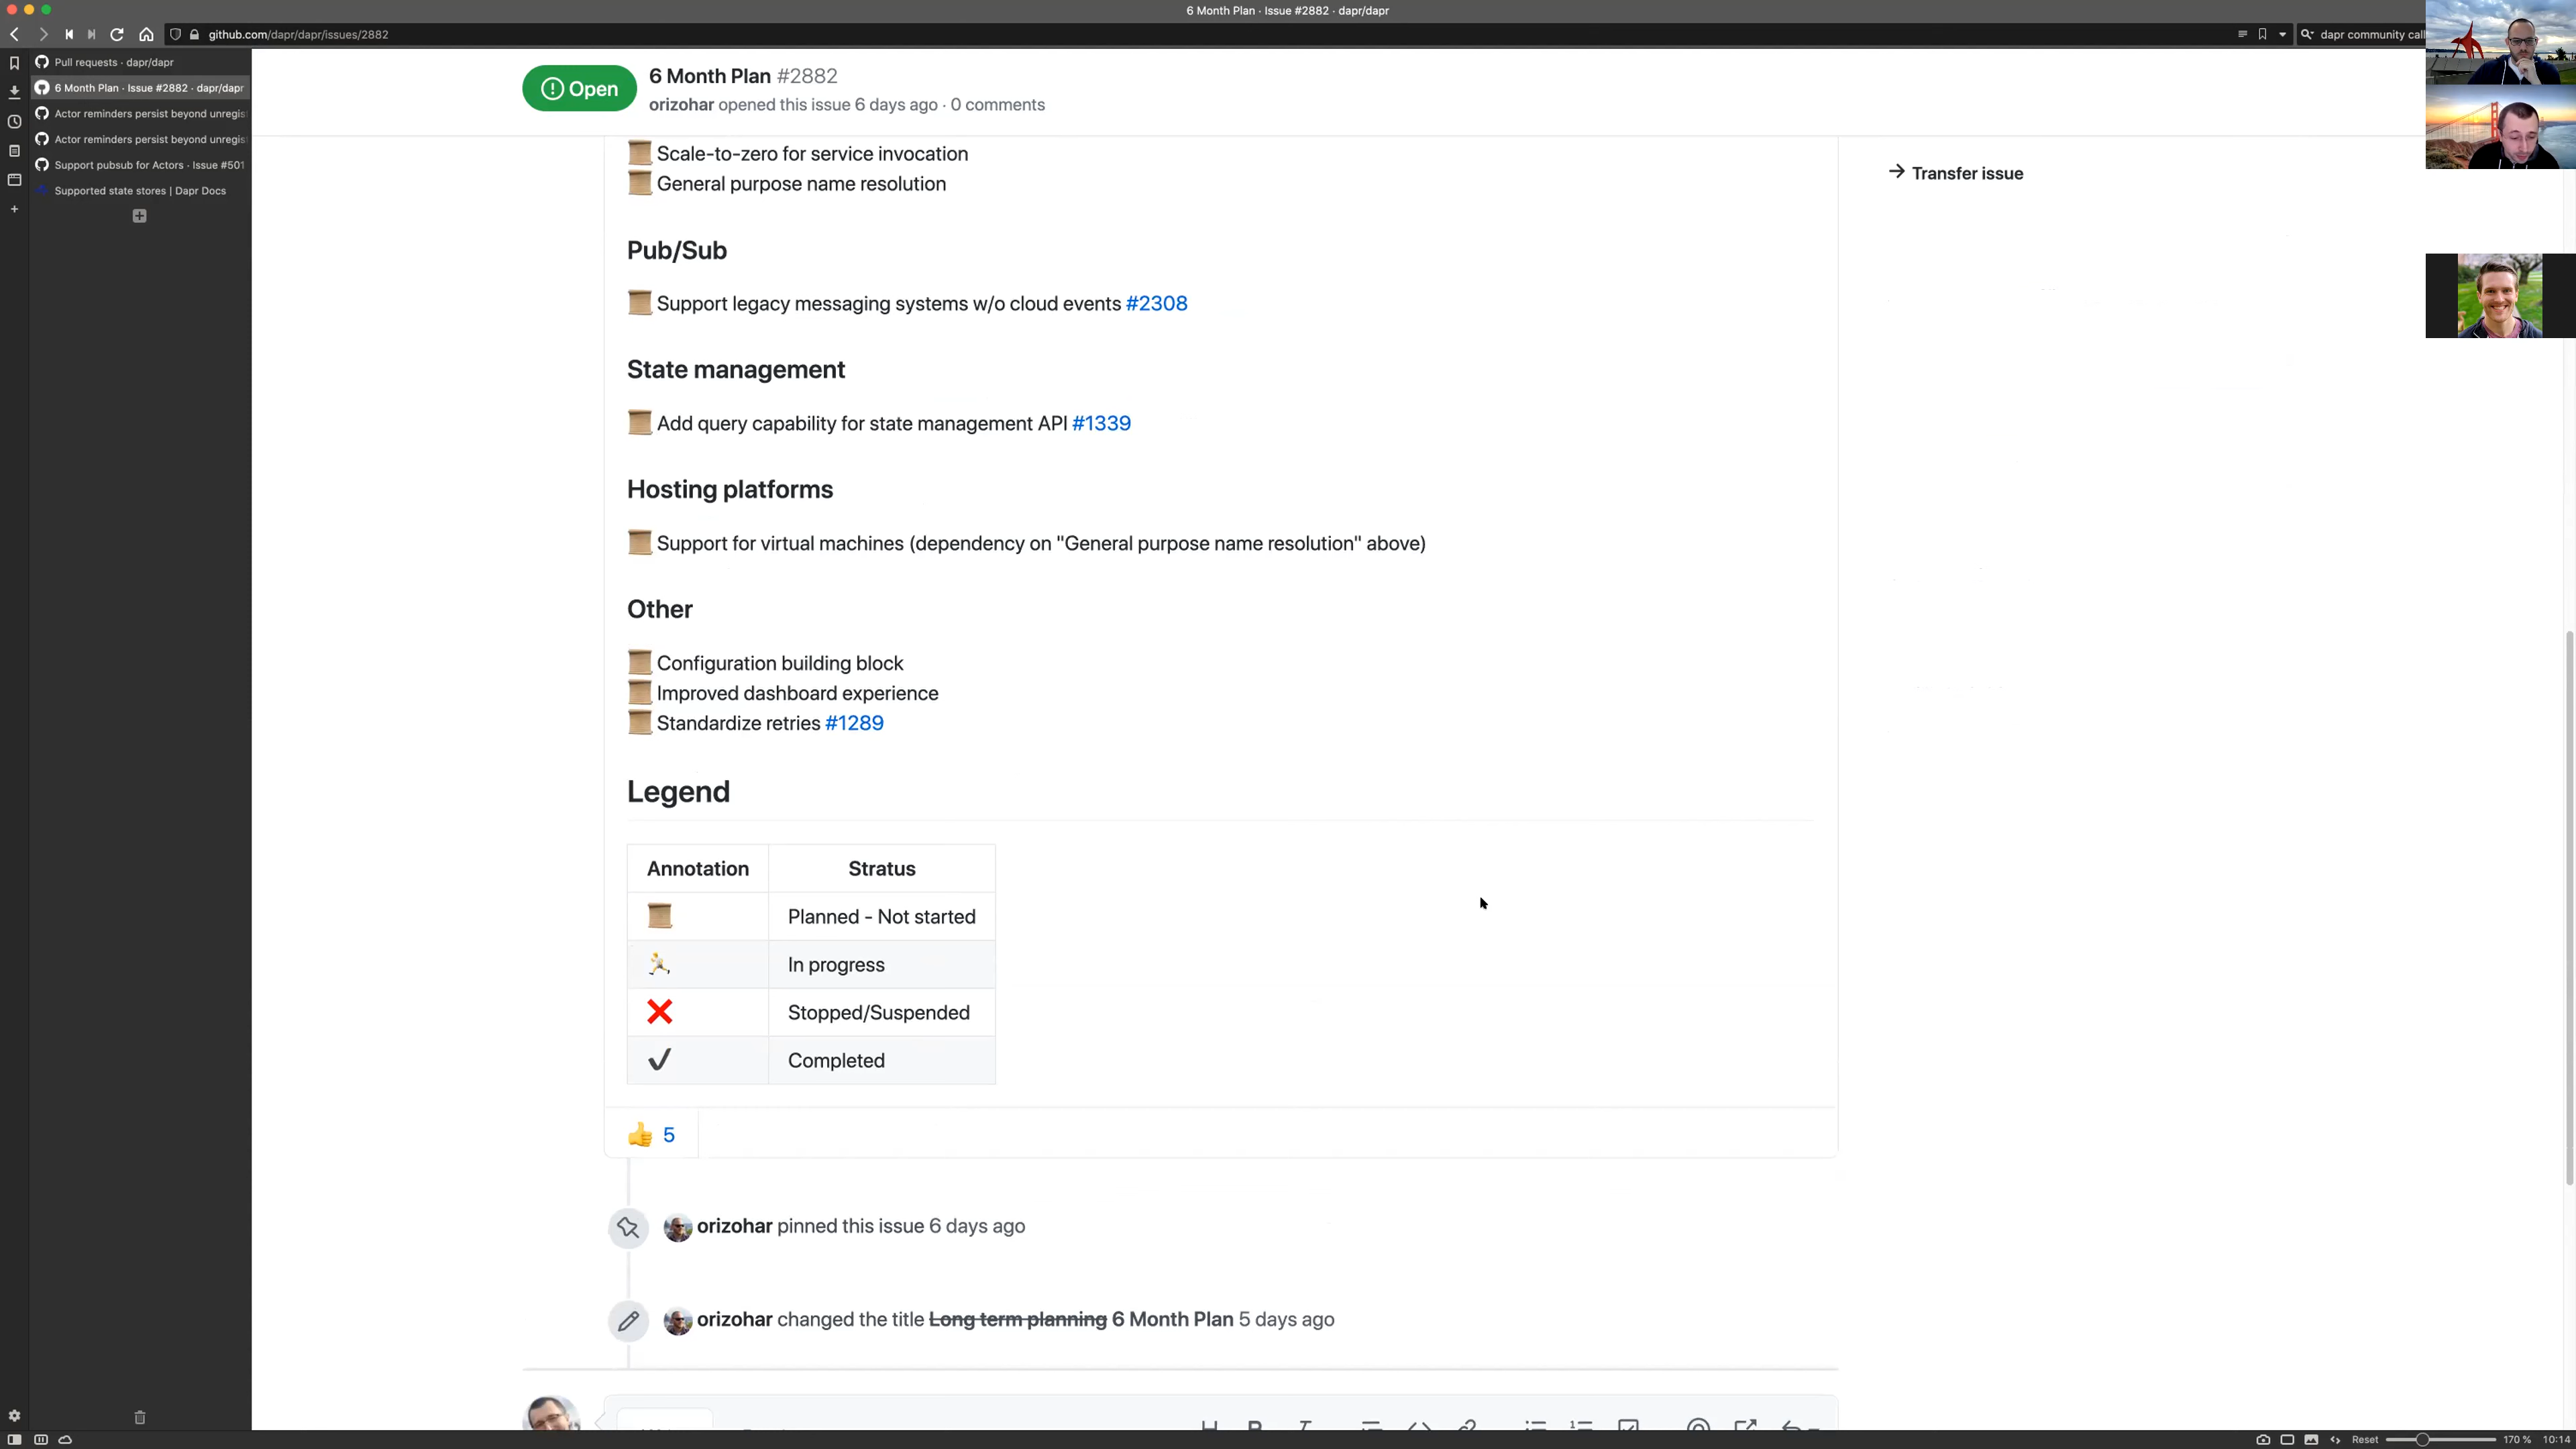 6 Month Plan · Issue #2882 · dapr/dapr
github.com/dapr/dapr/issues/2882
dapr community call
Pull requests · dapr/dapr
6 Month Plan · Issue #2882 · dapr/dapr
Actor reminders persist beyond unregis
Actor reminders persist beyond unregis
Support pubsub for Actors · Issue #501
Supported state stores | Dapr Docs
Open
6 Month Plan #2882
orizohar opened this issue 6 days ago · 0 comments
Transfer issue
Scale-to-zero for service invocation
General purpose name resolution
Pub/Sub
Support legacy messaging systems w/o cloud events #2308
State management
Add query capability for state management API #1339
Hosting platforms
Support for virtual machines (dependency on "General purpose name resolution" above)
Other
Configuration building block
Improved dashboard experience
Standardize retries #1289
Legend
Annotation Stratus
Planned - Not started
In progress
Stopped/Suspended
Completed
5
orizohar pinned this issue 6 days ago
orizohar changed the title Long term planning 6 Month Plan 5 days ago
Reset 170 % 10:14